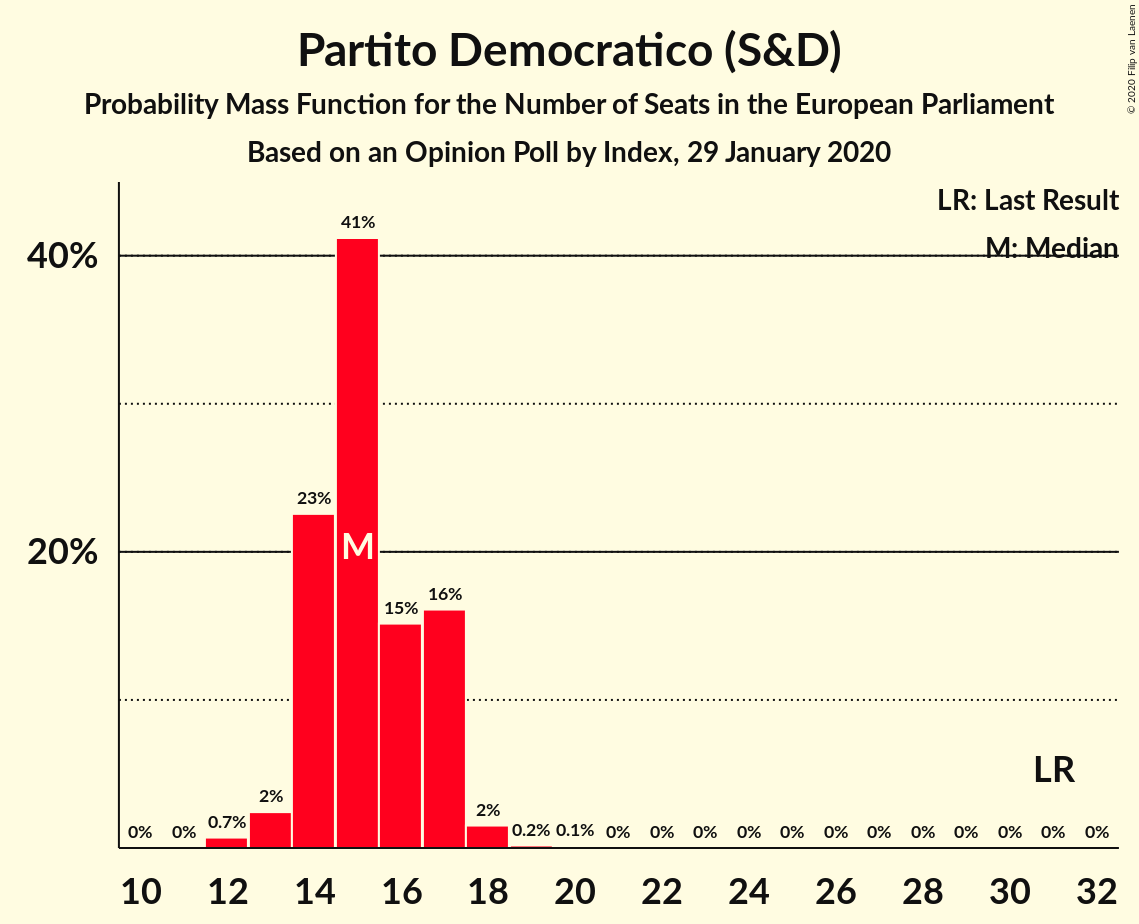 Partito Democratico (S&D)
Probability Mass Function for the Number of Seats in the European Parliament
Based on an Opinion Poll by Index, 29 January 2020
© 2020 Filip van Laenen
LR: Last Result
M: Median
40%
20%
0%
0%
0.7%
2%
23%
41%
M
15%
16%
2%
0.2%
0.1%
0%
0%
0%
0%
0%
0%
0%
0%
0%
0%
0%
0%
LR
10 12 14 16 18 20 22 24 26 28 30 32